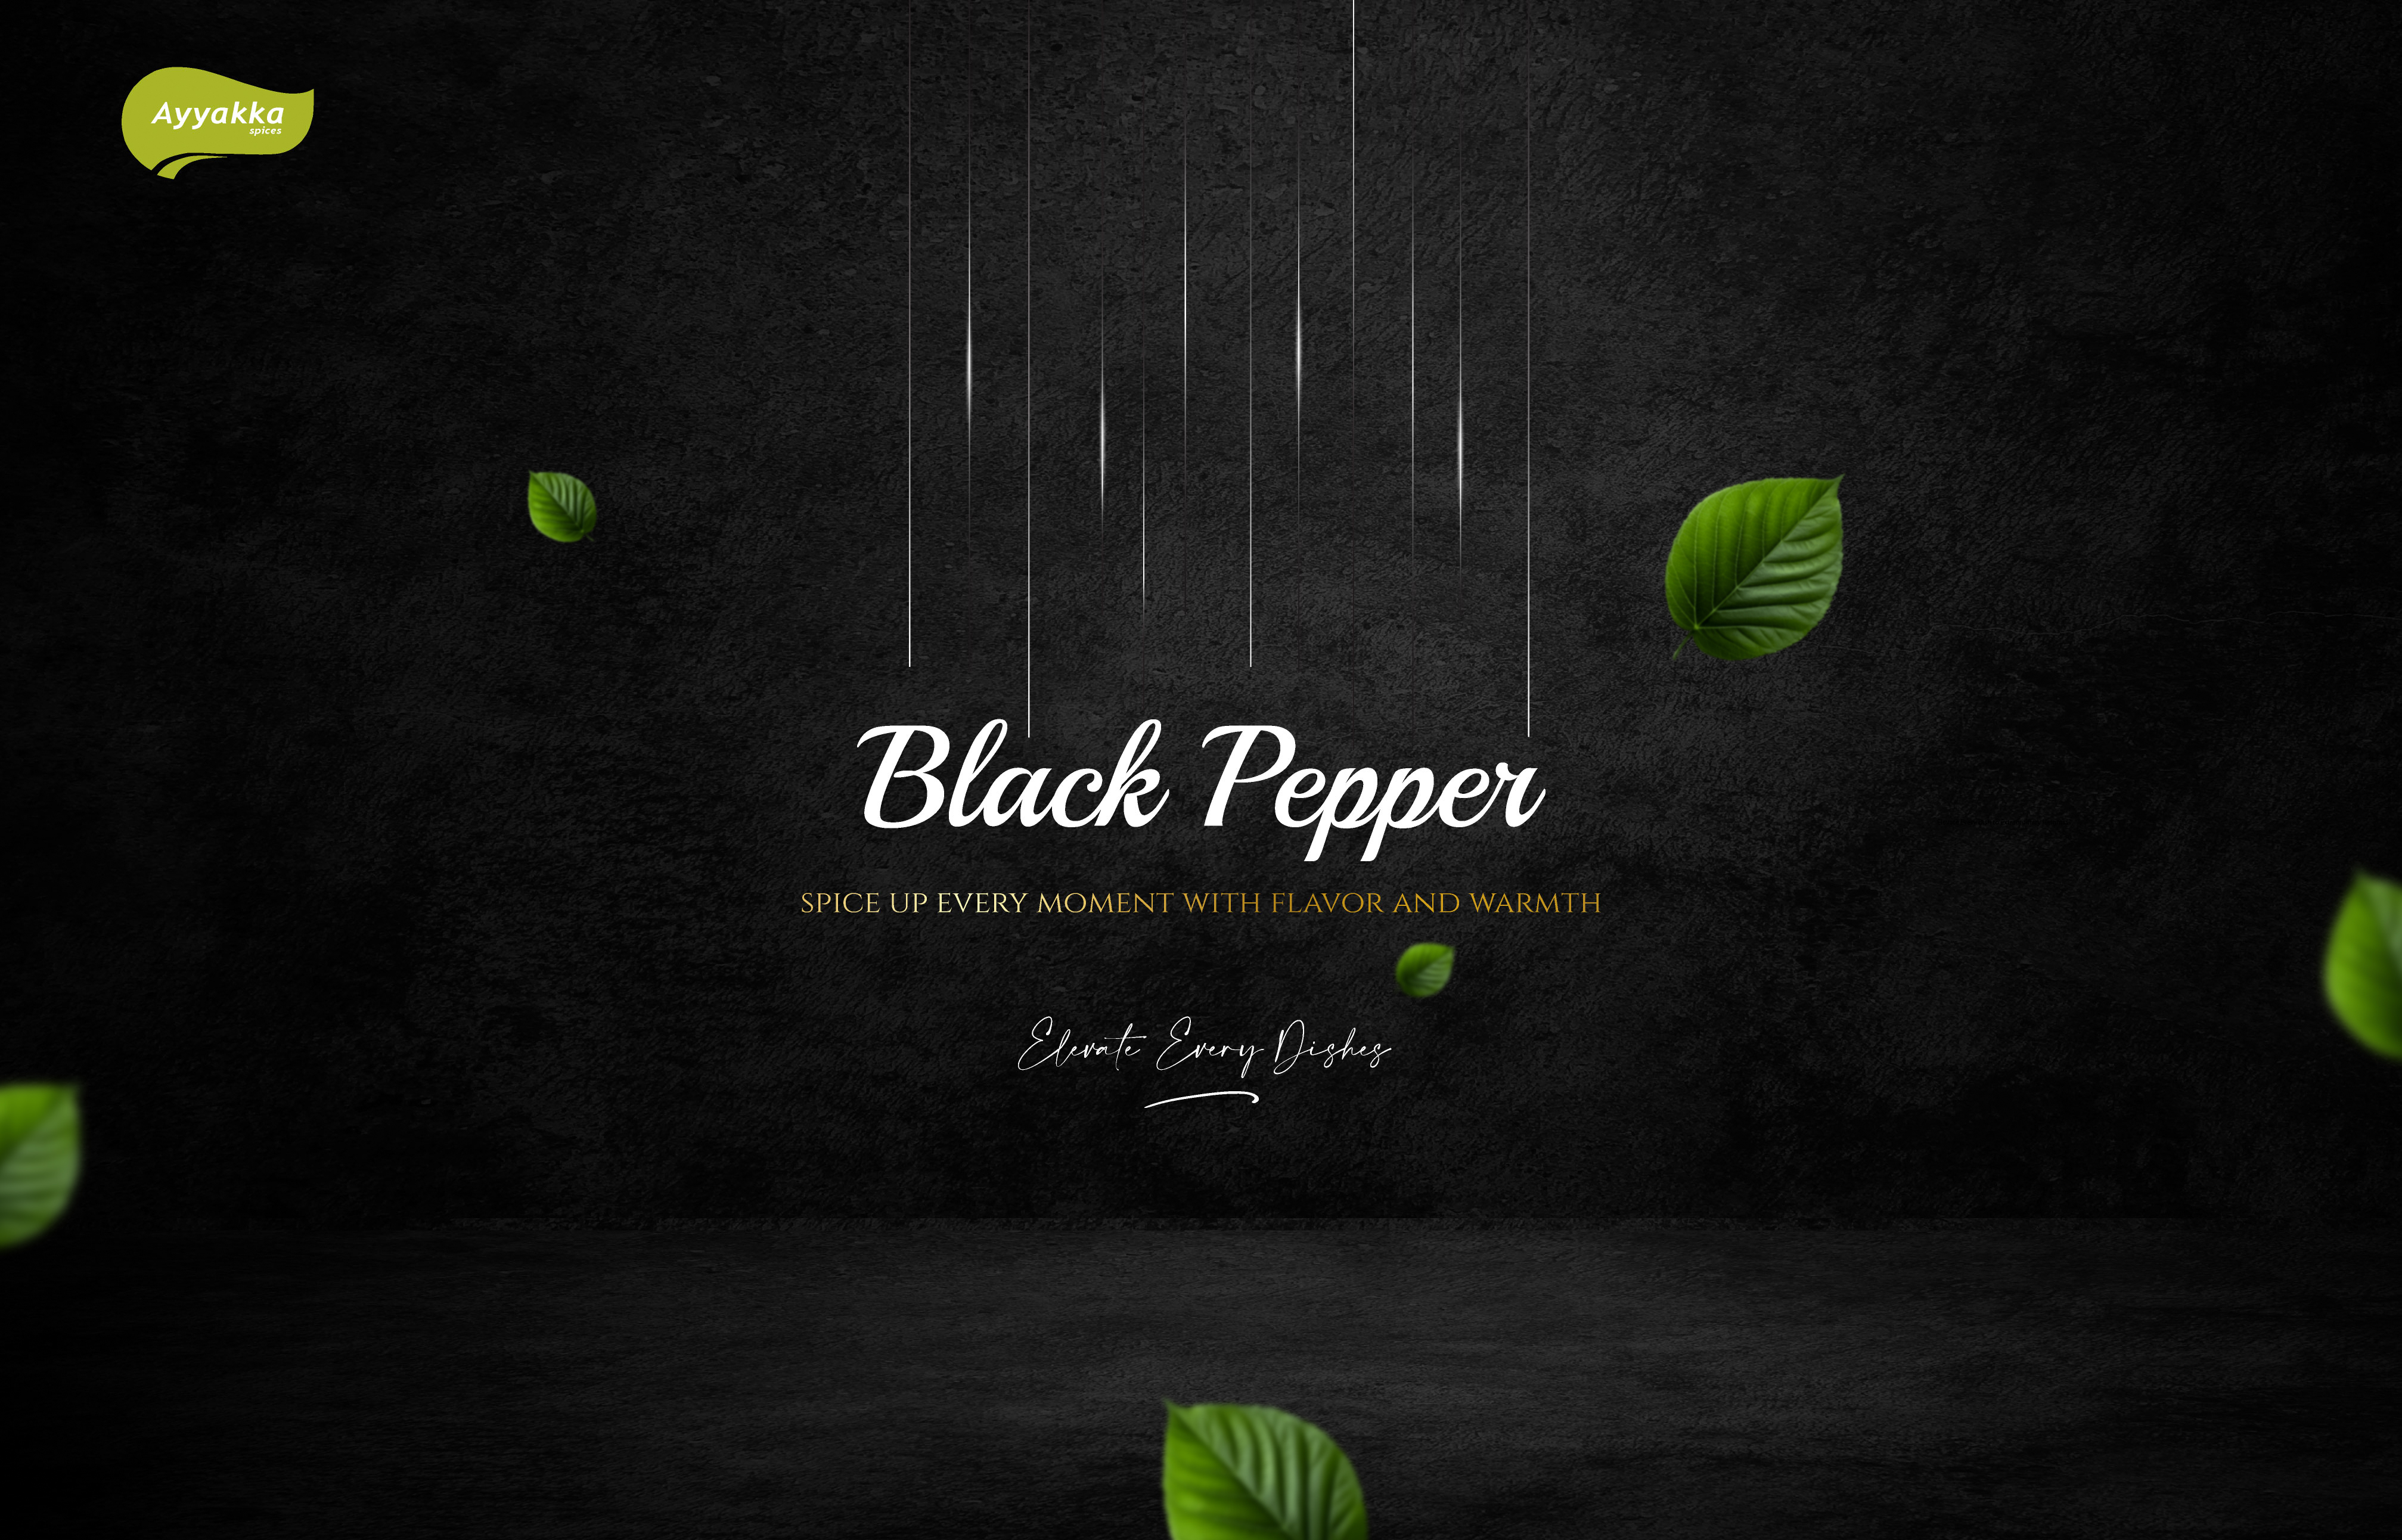 Ayyakka
spices
Black Pepper
SPICE UP EVERY MOMENT WITH FLAVOR AND WARMTH
Elevate Every Dishes